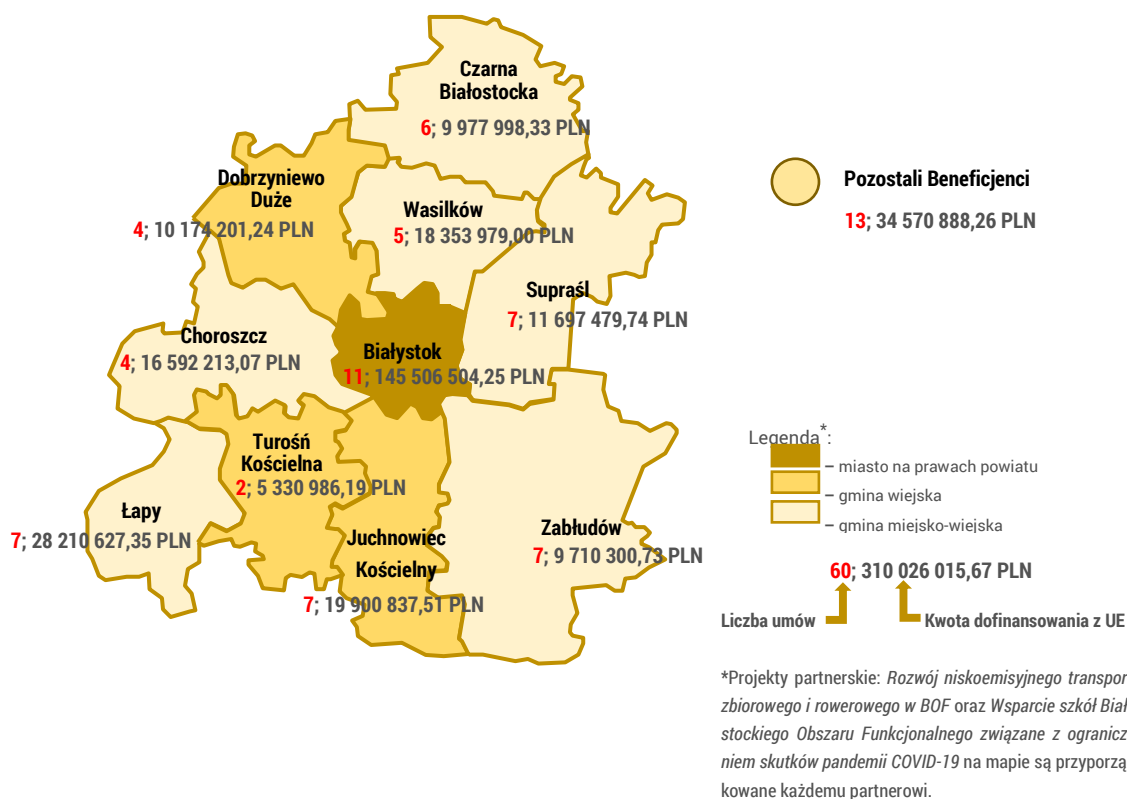 Czarna
Białostocka
6; 9 977 998,33 PLN
Dobrzyniewo
Duże
4; 10 174 201,24 PLN
Wasilków
5; 18 353 979,00 PLN
Pozostali Beneficjenci
13; 34 570 888,26 PLN
Supraśl
7; 11 697 479,74 PLN
Choroszcz
4; 16 592 213,07 PLN
Białystok
11; 145 506 504,25 PLN
Turośń
Kościelna
2; 5 330 986,19 PLN
Łapy
7; 28 210 627,35 PLN
Juchnowiec
Kościelny
7; 19 900 837,51 PLN
Zabłudów
7; 9 710 300,73 PLN
Legenda*:
– miasto na prawach powiatu
– gmina wiejska
– gmina miejsko-wiejska
60; 310 026 015,67 PLN
Liczba umów
Kwota dofinansowania z UE
*Projekty partnerskie: Rozwój niskoemisyjnego transpor
zbiorowego i rowerowego w BOF oraz Wsparcie szkół Biał
stockiego Obszaru Funkcjonalnego związane z ogranicz
niem skutków pandemii COVID-19 na mapie są przyporzą
kowane każdemu partnerowi.